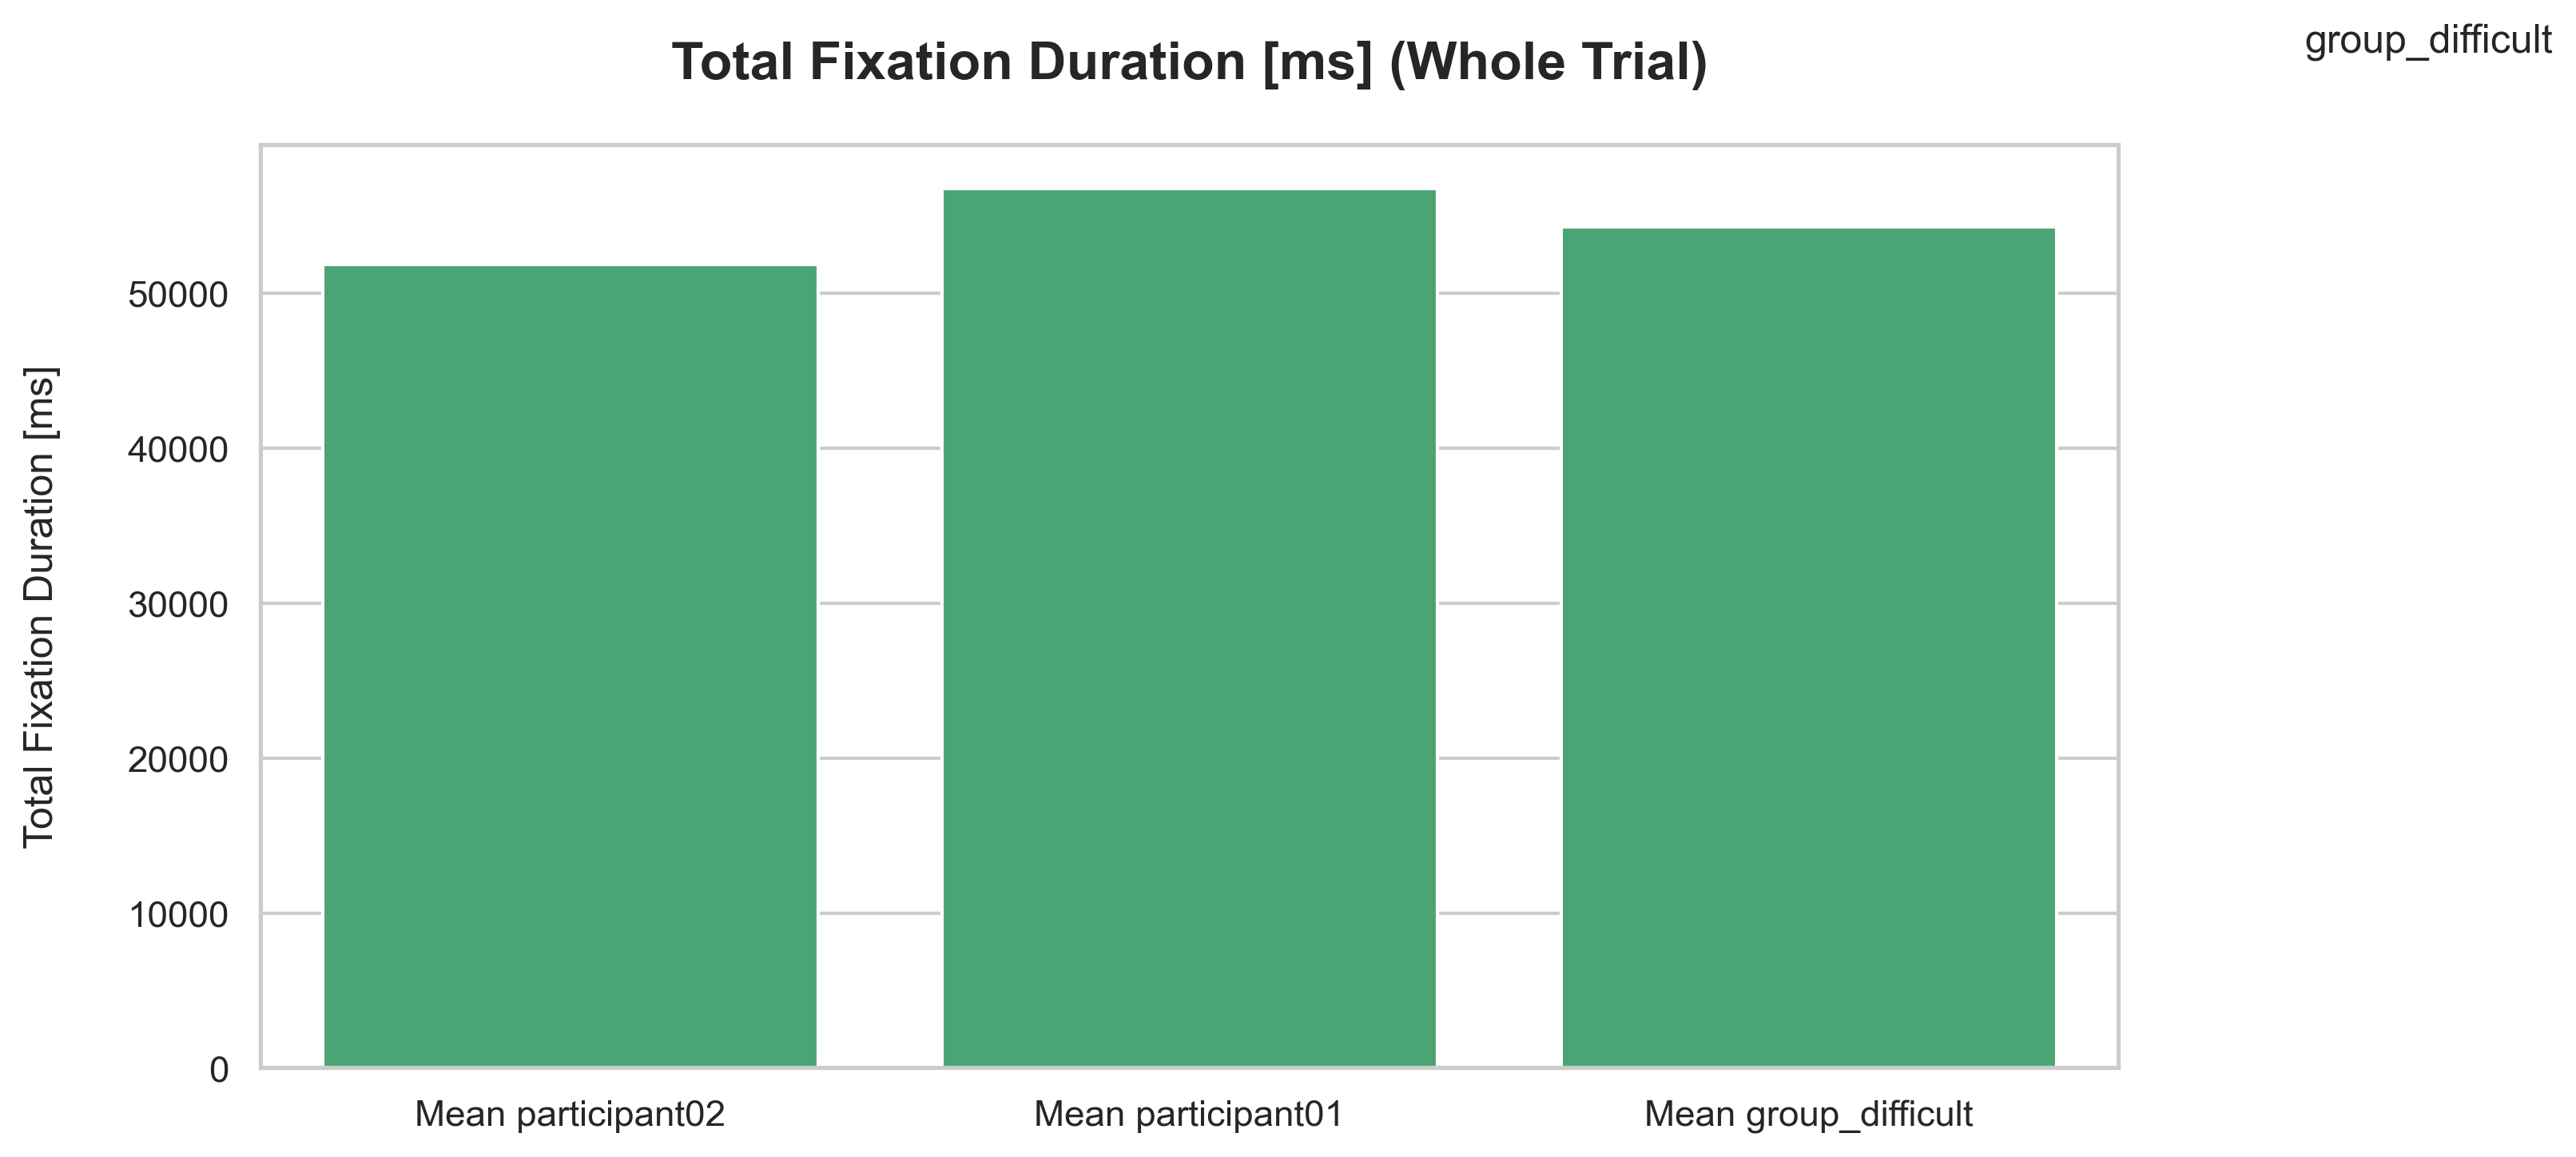 group_difficult
Total Fixation Duration [ms] (Whole Trial)
Total Fixation Duration [ms]
50000
40000
30000
20000
10000
0
Mean participant02
Mean participant01
Mean group_difficult